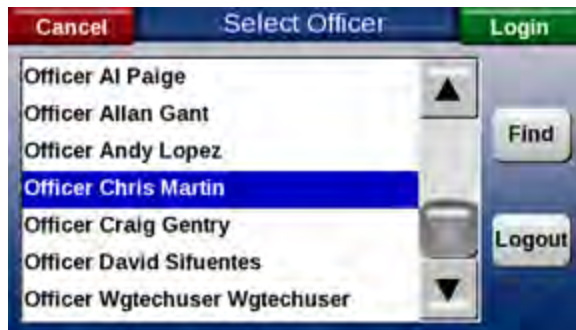 Cancel Select Officer Login
Officer Al Paige
Officer Allan Gant
Officer Andy Lopez
Officer Chris Martin
Officer Craig Gentry
Officer David Sifuentes
Officer Wgtechuser Wgtechuser
Find
Logout